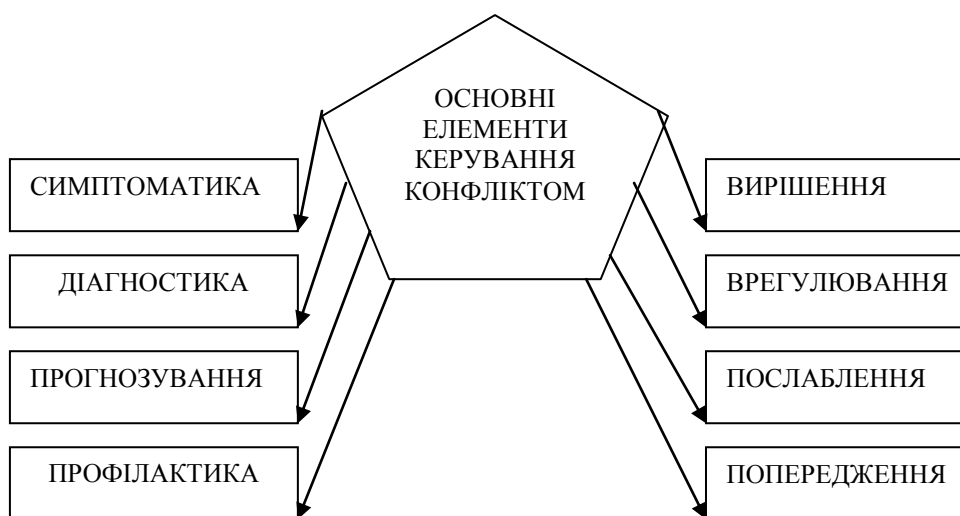 ОСНОВНІ
ЕЛЕМЕНТИ
КЕРУВАННЯ
КОНФЛІКТОМ
СИМПТОМАТИКА
ДІАГНОСТИКА
ПРОГНОЗУВАННЯ
ПРОФІЛАКТИКА
ВИРІШЕННЯ
ВРЕГУЛЮВАННЯ
ПОСЛАБЛЕННЯ
ПОПЕРЕДЖЕННЯ